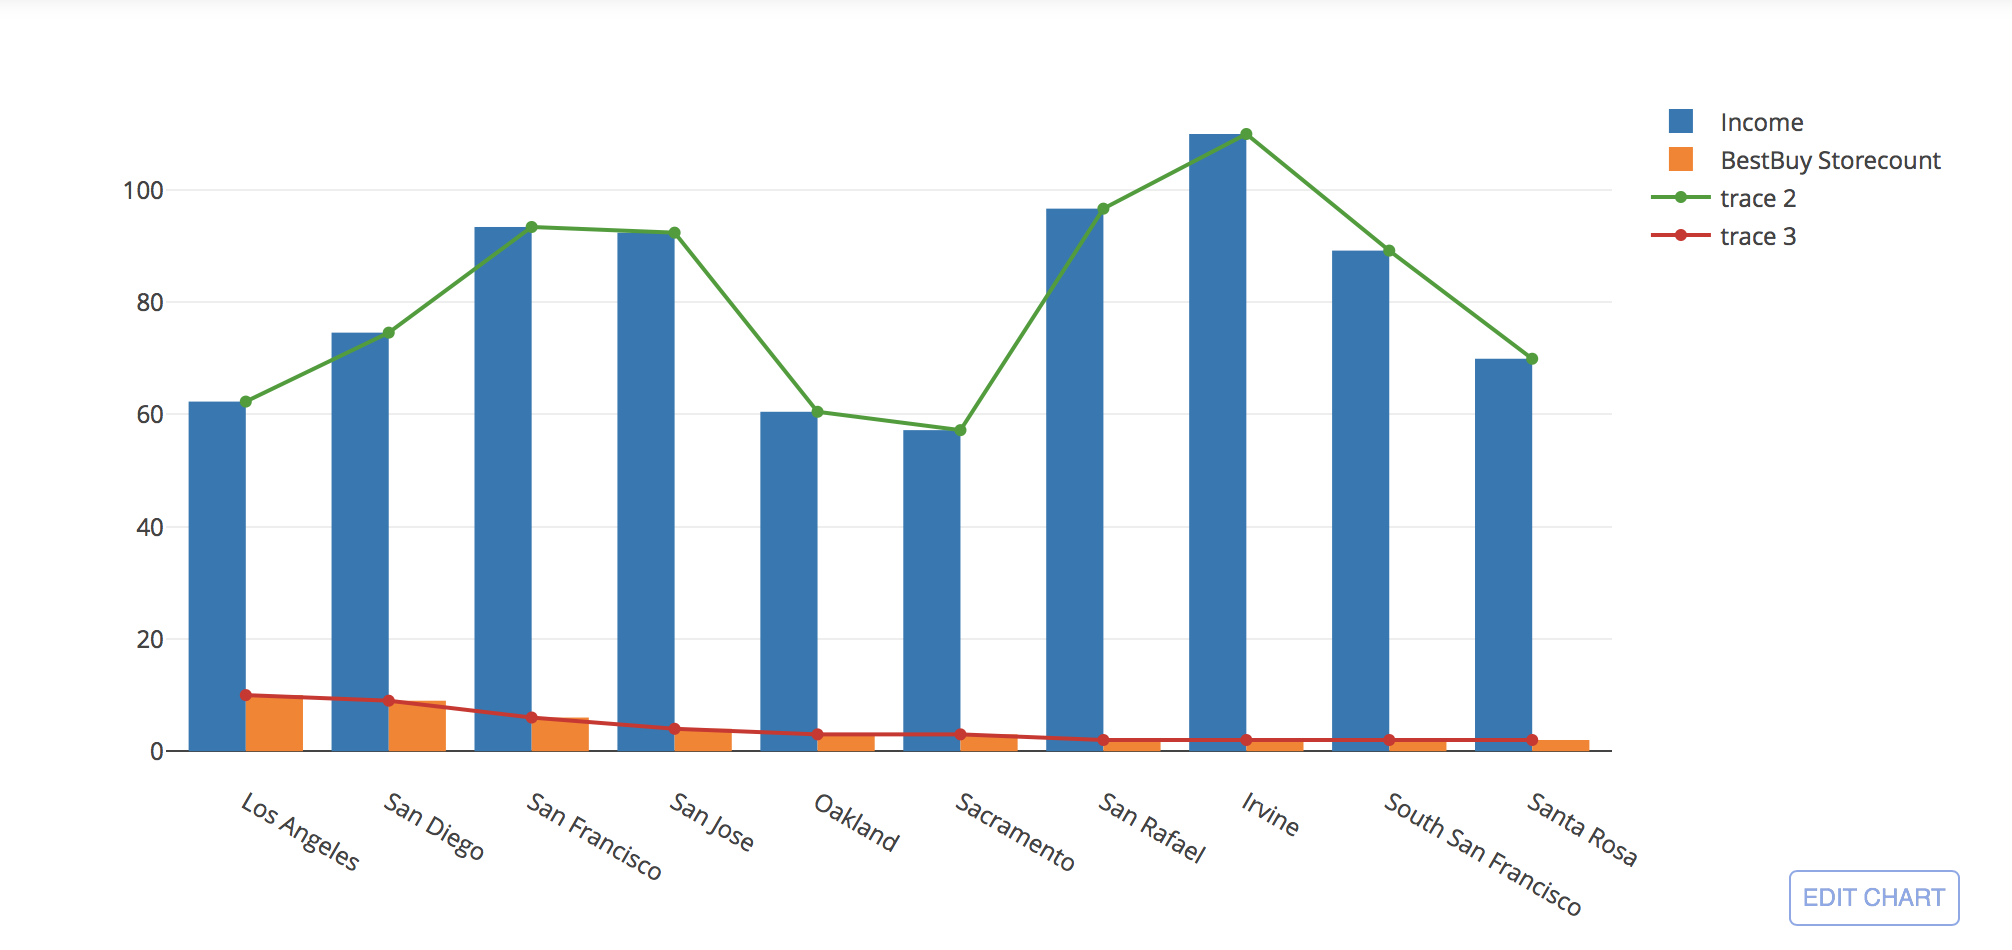 Income
BestBuy Storecount
trace 2
trace 3
100
80
60
40
20
0
Los Angeles
San Diego
San Francisco
San Jose
Oakland
Sacramento
San Rafael
Irvine
South San Francisco
Santa Rosa
EDIT CHART